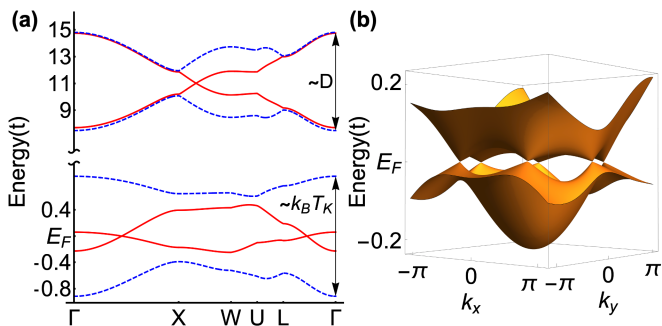 (a)
Energy(t)
15
13
11
9
~D
Energy(t)
0.4
E_F
-0.4
-0.8
~k_BT_K
Γ X W U L Γ
(b)
0.2
E_F
-0.2
-π 0 π
k_x
-π 0 π
k_y